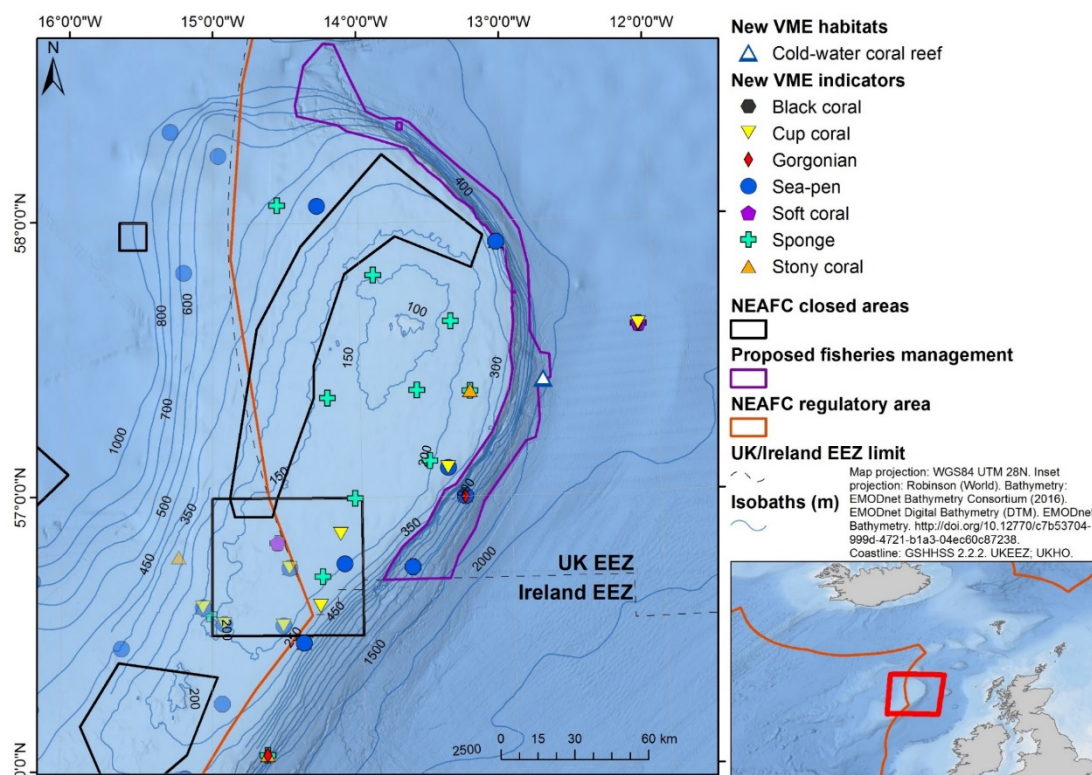 16°0'0"W 15°0'0"W 14°0'0"W 13°0'0"W 12°0'0"W
N
58°0'0"N
57°0'0"N
0'0"N
400
800
600
100
150
300
700
1000
200
150
500
350
350
450
2000
UK EEZ
Ireland EEZ
200
250
450
1500
200
2500
0 15 30 60 km
New VME habitats
Cold-water coral reef
New VME indicators
Black coral
Cup coral
Gorgonian
Sea-pen
Soft coral
Sponge
Stony coral
NEAFC closed areas
Proposed fisheries management
NEAFC regulatory area
UK/Ireland EEZ limit
Isobaths (m)
Map projection: WGS84 UTM 28N. Inset
projection: Robinson (World). Bathymetry:
EMODnet Bathymetry Consortium (2016).
EMODnet Digital Bathymetry (DTM). EMODnet
Bathymetry. http://doi.org/10.12770/c7b53704-
999d-4721-b1a3-04ec60c87238.
Coastline: GSHHSS 2.2.2. UKEEZ; UKHO.